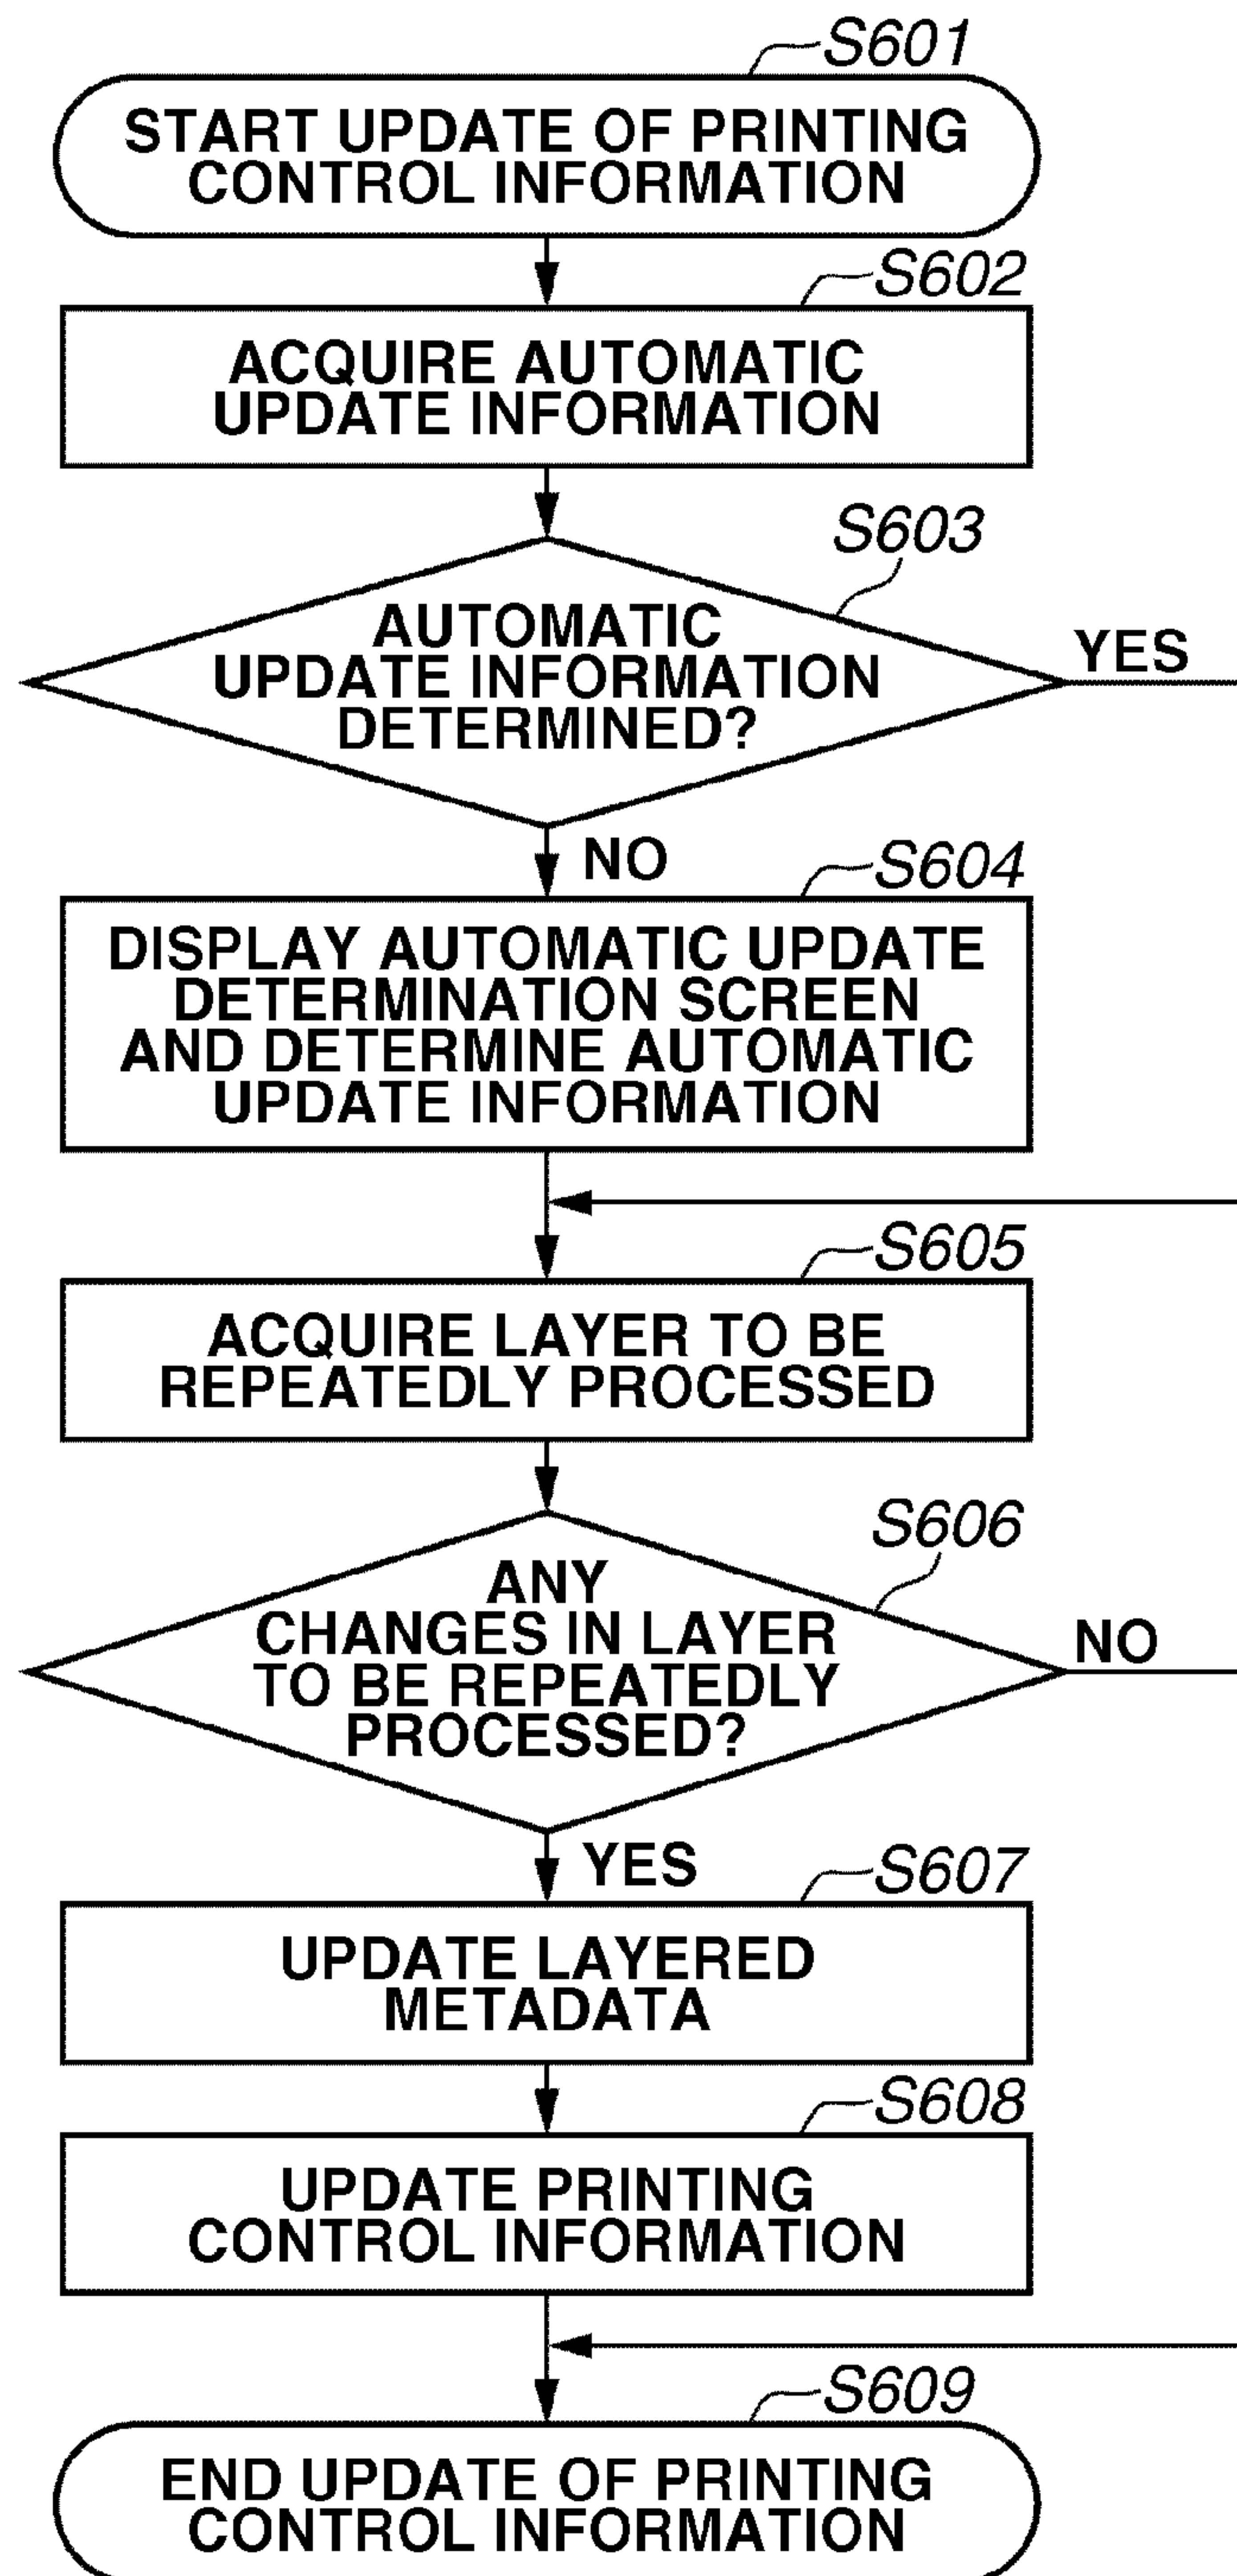 S601
START UPDATE OF PRINTING
CONTROL INFORMATION
S602
ACQUIRE AUTOMATIC
UPDATE INFORMATION
S603
AUTOMATIC
UPDATE INFORMATION
DETERMINED?
YES
NO
S604
DISPLAY AUTOMATIC UPDATE
DETERMINATION SCREEN
AND DETERMINE AUTOMATIC
UPDATE INFORMATION
S605
ACQUIRE LAYER TO BE
REPEATEDLY PROCESSED
S606
ANY
CHANGES IN LAYER
TO BE REPEATEDLY
PROCESSED?
NO
YES
S607
UPDATE LAYERED
METADATA
S608
UPDATE PRINTING
CONTROL INFORMATION
S609
END UPDATE OF PRINTING
CONTROL INFORMATION